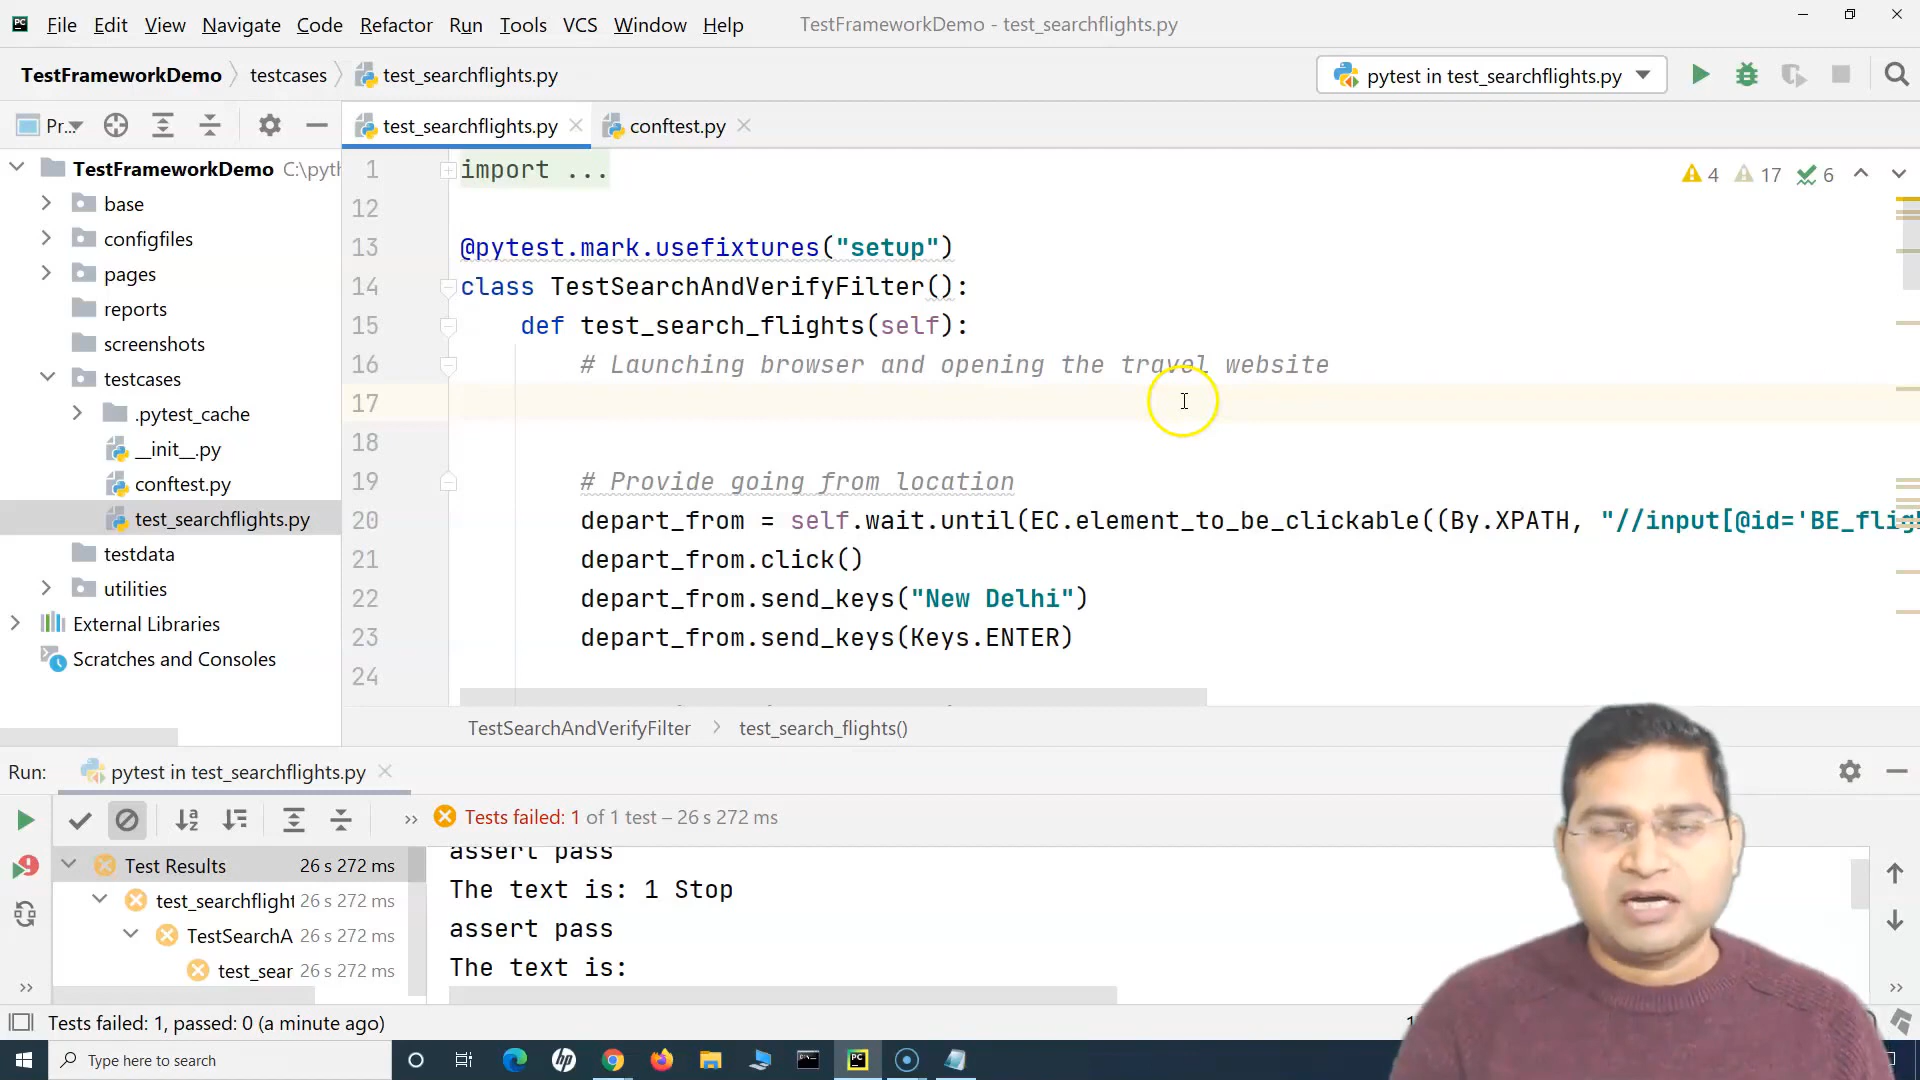 File Edit View Navigate Code Refactor Run Tools VCS Window Help TestFrameworkDemo - test_searchflights.py
TestFrameworkDemo testcases test_searchflights.py pytest in test_searchflights.py
Pr... test_searchflights.py conftest.py
TestFrameworkDemo C:\pyth
base
configfiles
pages
reports
screenshots
testcases
.pytest_cache
__init__.py
conftest.py
test_searchflights.py
testdata
utilities
External Libraries
Scratches and Consoles
4 17 6
1 import ...
12
13 @pytest.mark.usefixtures("setup")
14 class TestSearchAndVerifyFilter():
15 def test_search_flights(self):
16 # Launching browser and opening the travel website
17
18
19 # Provide going from location
20 depart_from = self.wait.until(EC.element_to_be_clickable((By.XPATH, "//input[@id='BE_fligh
21 depart_from.click()
22 depart_from.send_keys("New Delhi")
23 depart_from.send_keys(Keys.ENTER)
24
TestSearchAndVerifyFilter test_search_flights()
Run: pytest in test_searchflights.py
Tests failed: 1 of 1 test – 26 s 272 ms
Test Results 26 s 272 ms
test_searchflight 26 s 272 ms
TestSearchA 26 s 272 ms
test_sear 26 s 272 ms
assert pass
The text is: 1 Stop
assert pass
The text is:
Tests failed: 1, passed: 0 (a minute ago)
Type here to search